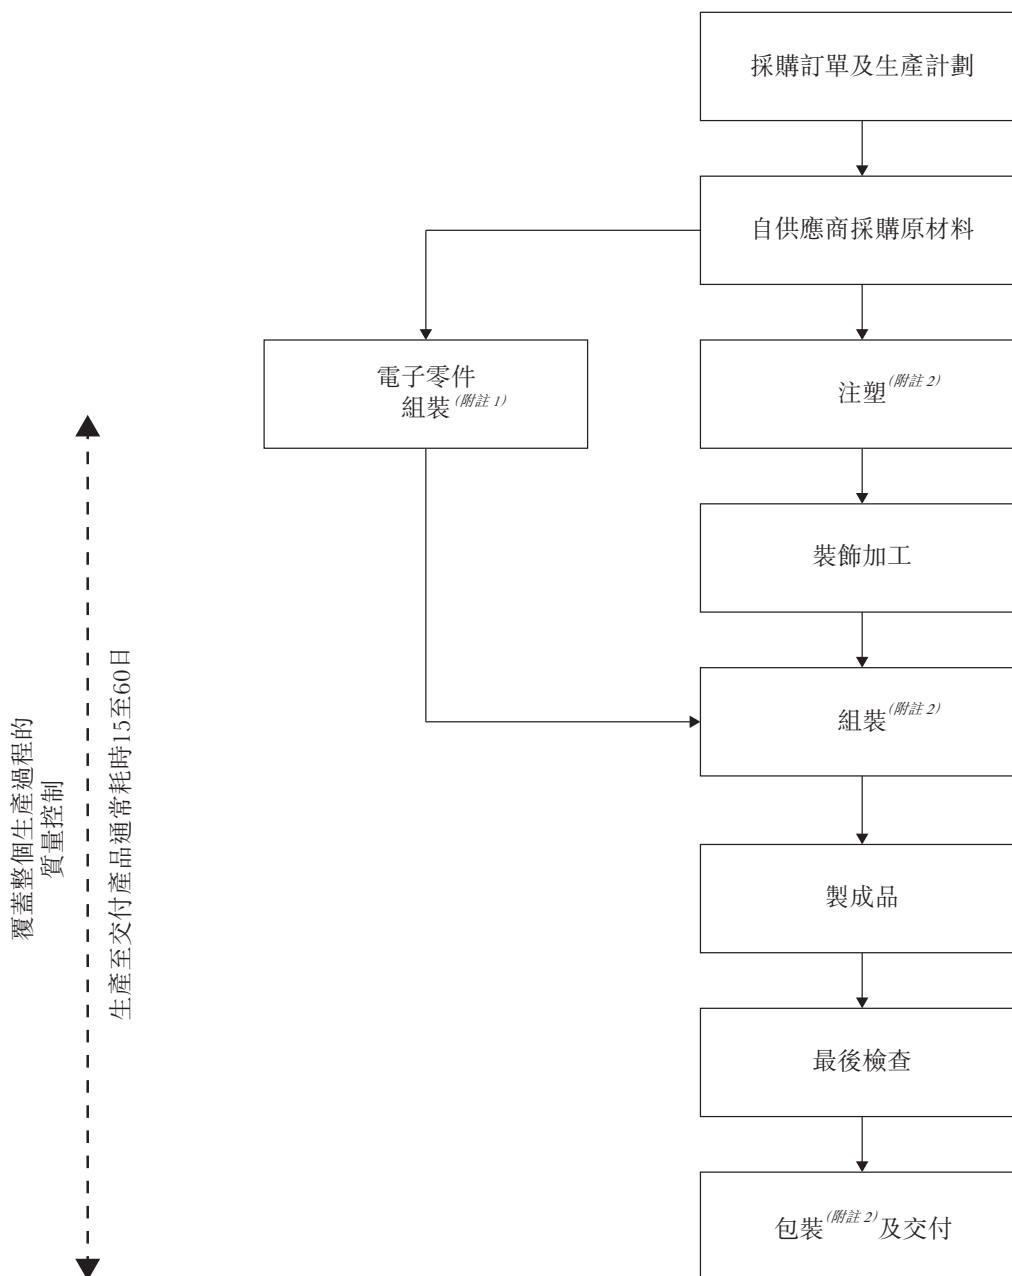 採購訂單及生產計劃
自供應商採購原材料
電子零件
組裝(附註 1)
注塑(附註 2)
裝飾加工
組裝(附註 2)
製成品
最後檢查
包裝(附註 2)及交付
覆蓋整個生產過程的
質量控制
生產至交付產品通常耗時15至60日